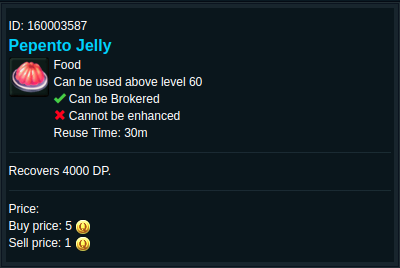 ID: 160003587
Pepento Jelly
Food
Can be used above level 60
Can be Brokered
Cannot be enhanced
Reuse Time: 30m
Recovers 4000 DP.
Price:
Buy price: 5
Sell price: 1